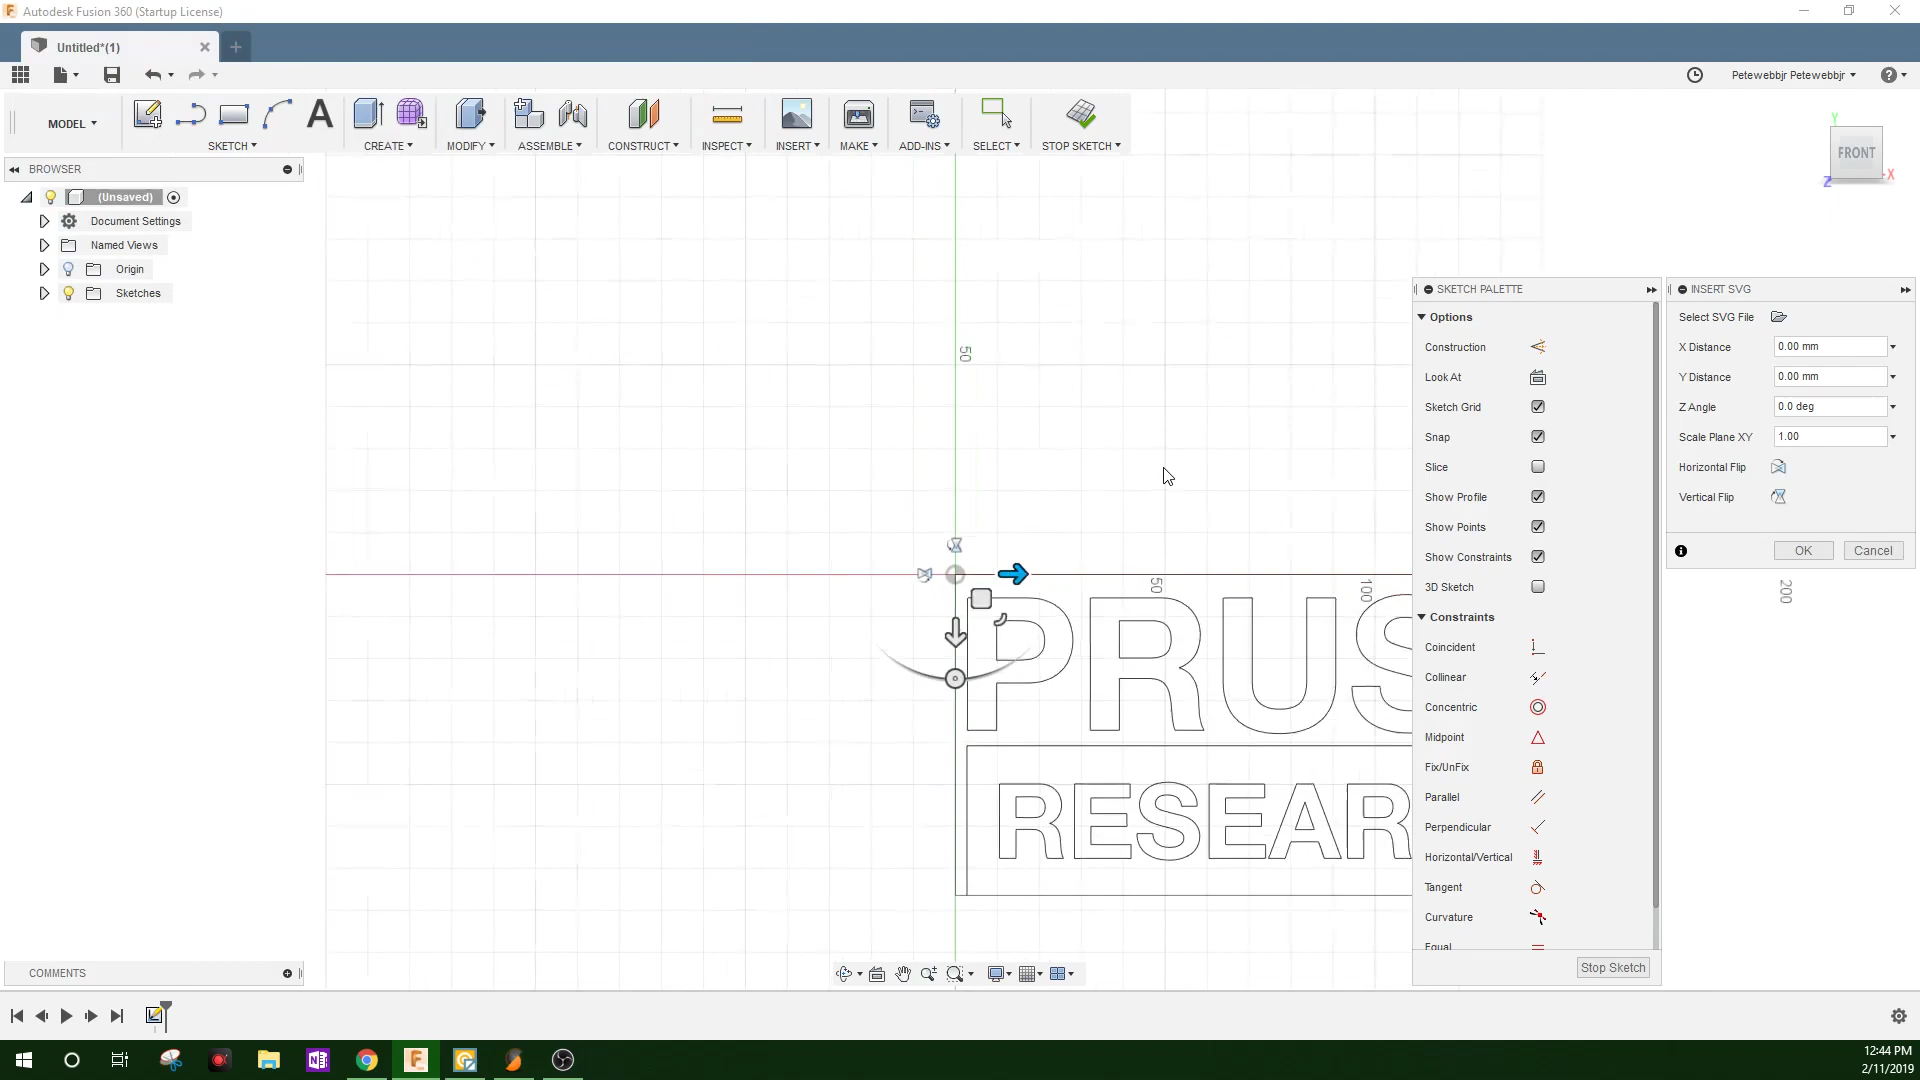 Autodesk Fusion 360 (Startup License)
Untitled*(1)
Petewebbjr Petewebbjr
MODEL
SKETCH
CREATE
MODIFY
ASSEMBLE
CONSTRUCT
INSPECT
INSERT
MAKE
ADD-INS
SELECT
STOP SKETCH
Y
FRONT
X
Z
BROWSER
(Unsaved)
Document Settings
Named Views
Origin
Sketches
50
50
100
200
PRUS
RESEAR
SKETCH PALETTE
Options
Construction
Look At
Sketch Grid
Snap
Slice
Show Profile
Show Points
Show Constraints
3D Sketch
Constraints
Coincident
Collinear
Concentric
Midpoint
Fix/UnFix
Parallel
Perpendicular
Horizontal/Vertical
Tangent
Curvature
Equal
Stop Sketch
INSERT SVG
Select SVG File
X Distance 0.00 mm
Y Distance 0.00 mm
Z Angle 0.0 deg
Scale Plane XY 1.00
Horizontal Flip
Vertical Flip
OK Cancel
COMMENTS
12:44 PM
2/11/2019